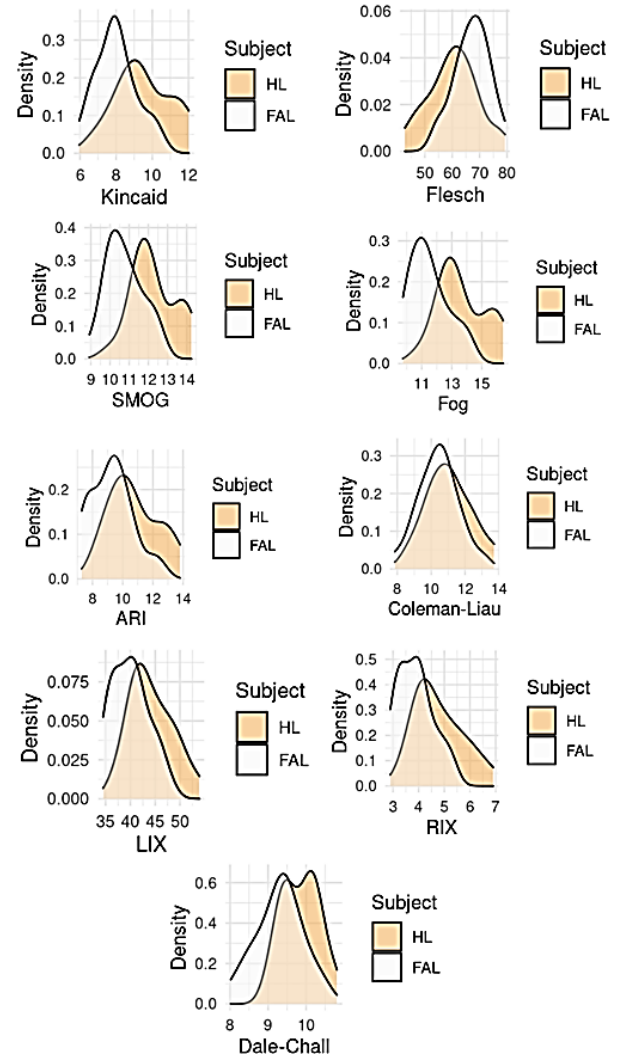 Density
0.3
0.2
0.1
0.0
6 8 10 12
Kincaid
Subject
HL
FAL
Density
0.06
0.04
0.02
0.00
50 60 70 80
Flesch
Subject
HL
FAL
Density
0.4
0.3
0.2
0.1
0.0
9 10 11 12 13 14
SMOG
Subject
HL
FAL
Density
0.3
0.2
0.1
0.0
11 13 15
Fog
Subject
HL
FAL
Density
0.2
0.1
0.0
8 10 12 14
ARI
Subject
HL
FAL
Density
0.3
0.2
0.1
0.0
8 10 12 14
Coleman-Liau
Subject
HL
FAL
Density
0.075
0.050
0.025
0.000
35 40 45 50
LIX
Subject
HL
FAL
Density
0.5
0.4
0.3
0.2
0.1
0.0
3 4 5 6 7
RIX
Subject
HL
FAL
Density
0.6
0.4
0.2
0.0
8 9 10
Dale-Chall
Subject
HL
FAL